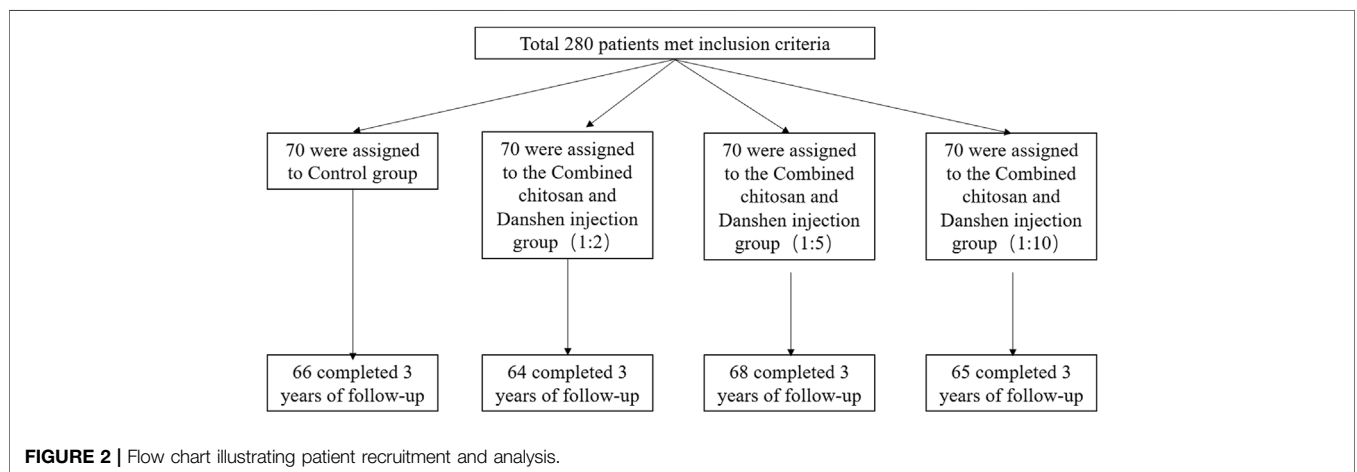 Total 280 patients met inclusion criteria
70 were assigned
to Control group
70 were assigned
to the Combined
chitosan and
Danshen injection
group (1:2)
70 were assigned
to the Combined
chitosan and
Danshen injection
group (1:5)
70 were assigned
to the Combined
chitosan and
Danshen injection
group (1:10)
66 completed 3
years of follow-up
64 completed 3
years of follow-up
68 completed 3
years of follow-up
65 completed 3
years of follow-up
FIGURE 2 | Flow chart illustrating patient recruitment and analysis.